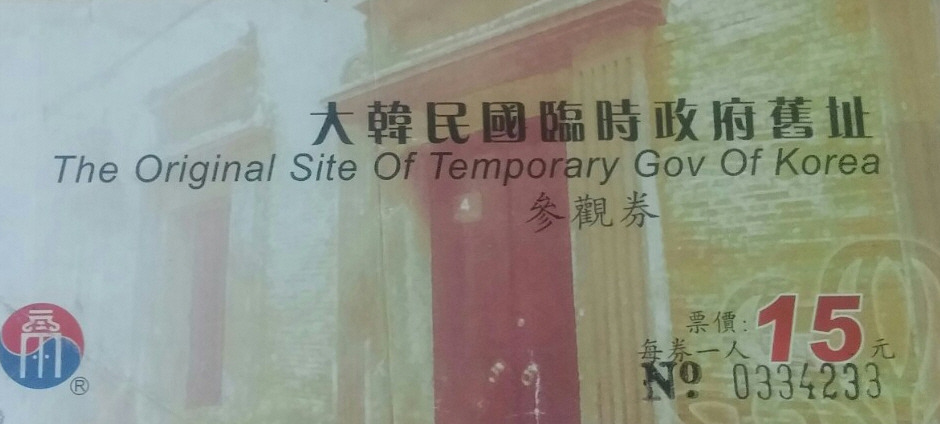 大韓民國臨時政府舊址
The Original Site Of Temporary Gov Of Korea
參觀券
4
票價:15元
每券一人
№ 0334233
®